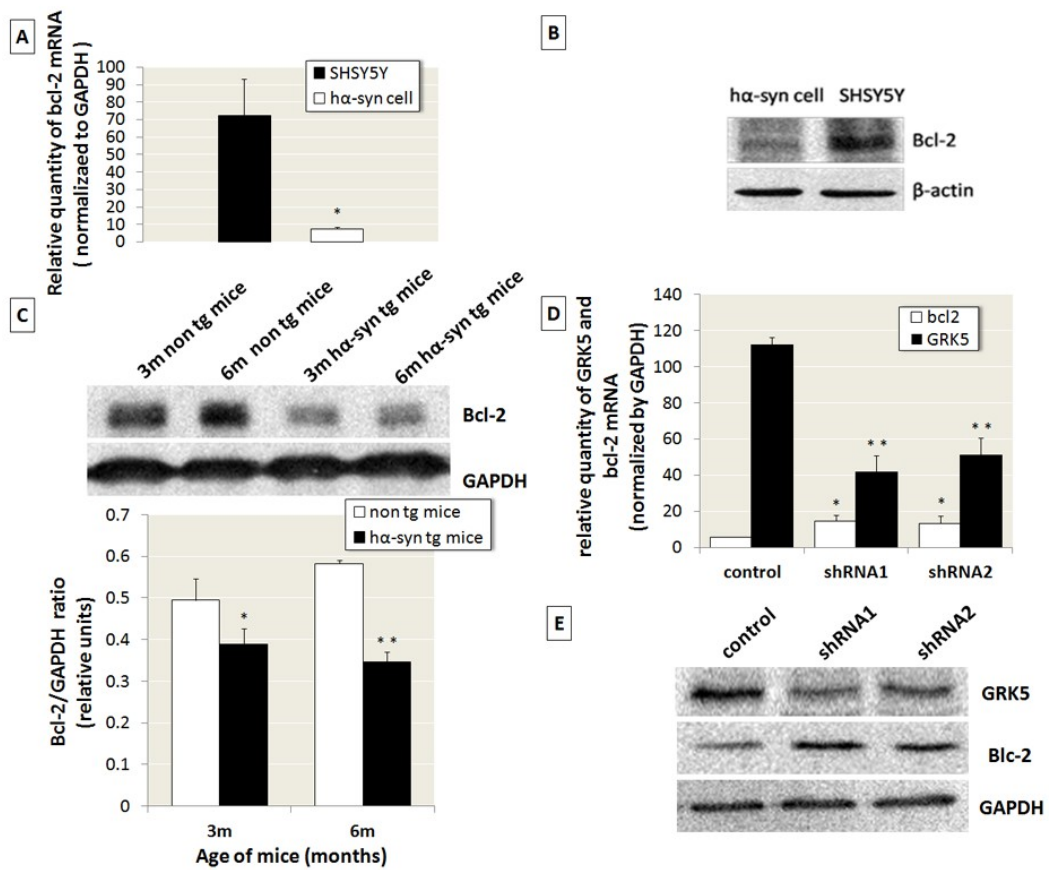 A
Relative quantity of bcl-2 mRNA
( normalizaed to GAPDH )
100
90
80
70
60
50
40
30
20
10
0
SHSY5Y
hα-syn cell
*
B
hα-syn cell SHSY5Y
Bcl-2
β-actin
C
3m non tg mice
6m non tg mice
3m hα-syn tg mice
6m hα-syn tg mice
Bcl-2
GAPDH
Bcl-2/GAPDH ratio
(relative units)
0.7
0.6
0.5
0.4
0.3
0.2
0.1
0
non tg mice
hα-syn tg mice
*
* *
3m 6m
Age of mice (months)
D
relative quantity of GRK5 and
bcl-2 mRNA
(normalized by GAPDH)
140
120
100
80
60
40
20
0
bcl2
GRK5
*
* *
*
* *
control shRNA1 shRNA2
E
control
shRNA1
shRNA2
GRK5
Blc-2
GAPDH